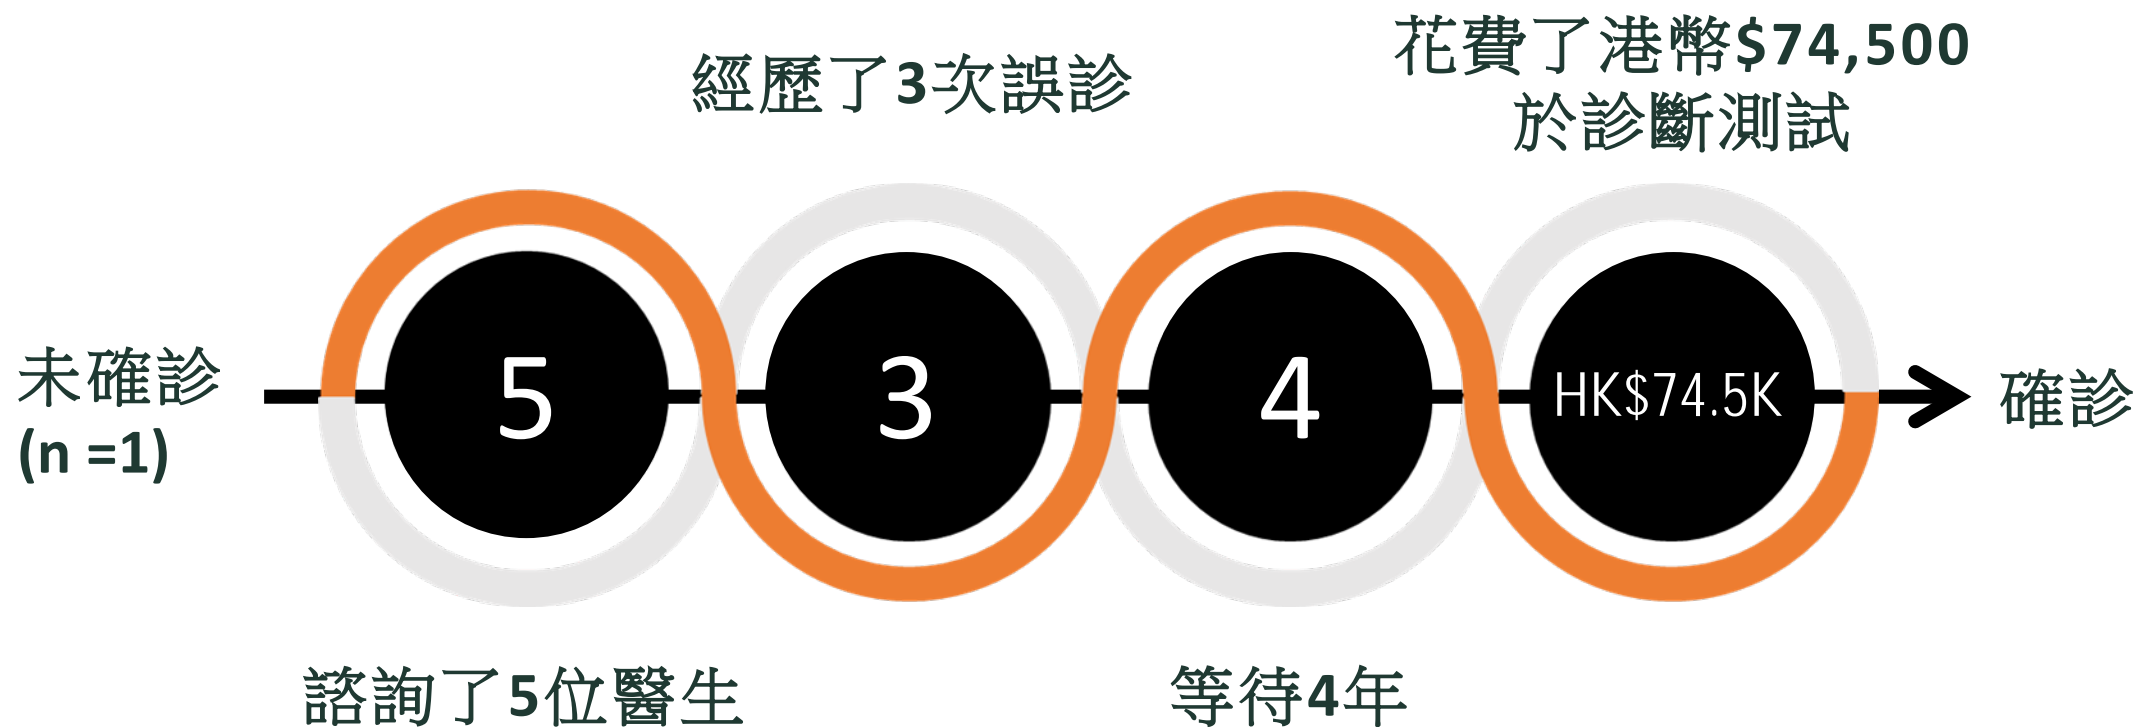 經歷了3次誤診
花費了港幣$74,500
於診斷測試
未確診
(n =1)
5
3
4
HK$74.5K
確診
諮詢了5位醫生
等待4年